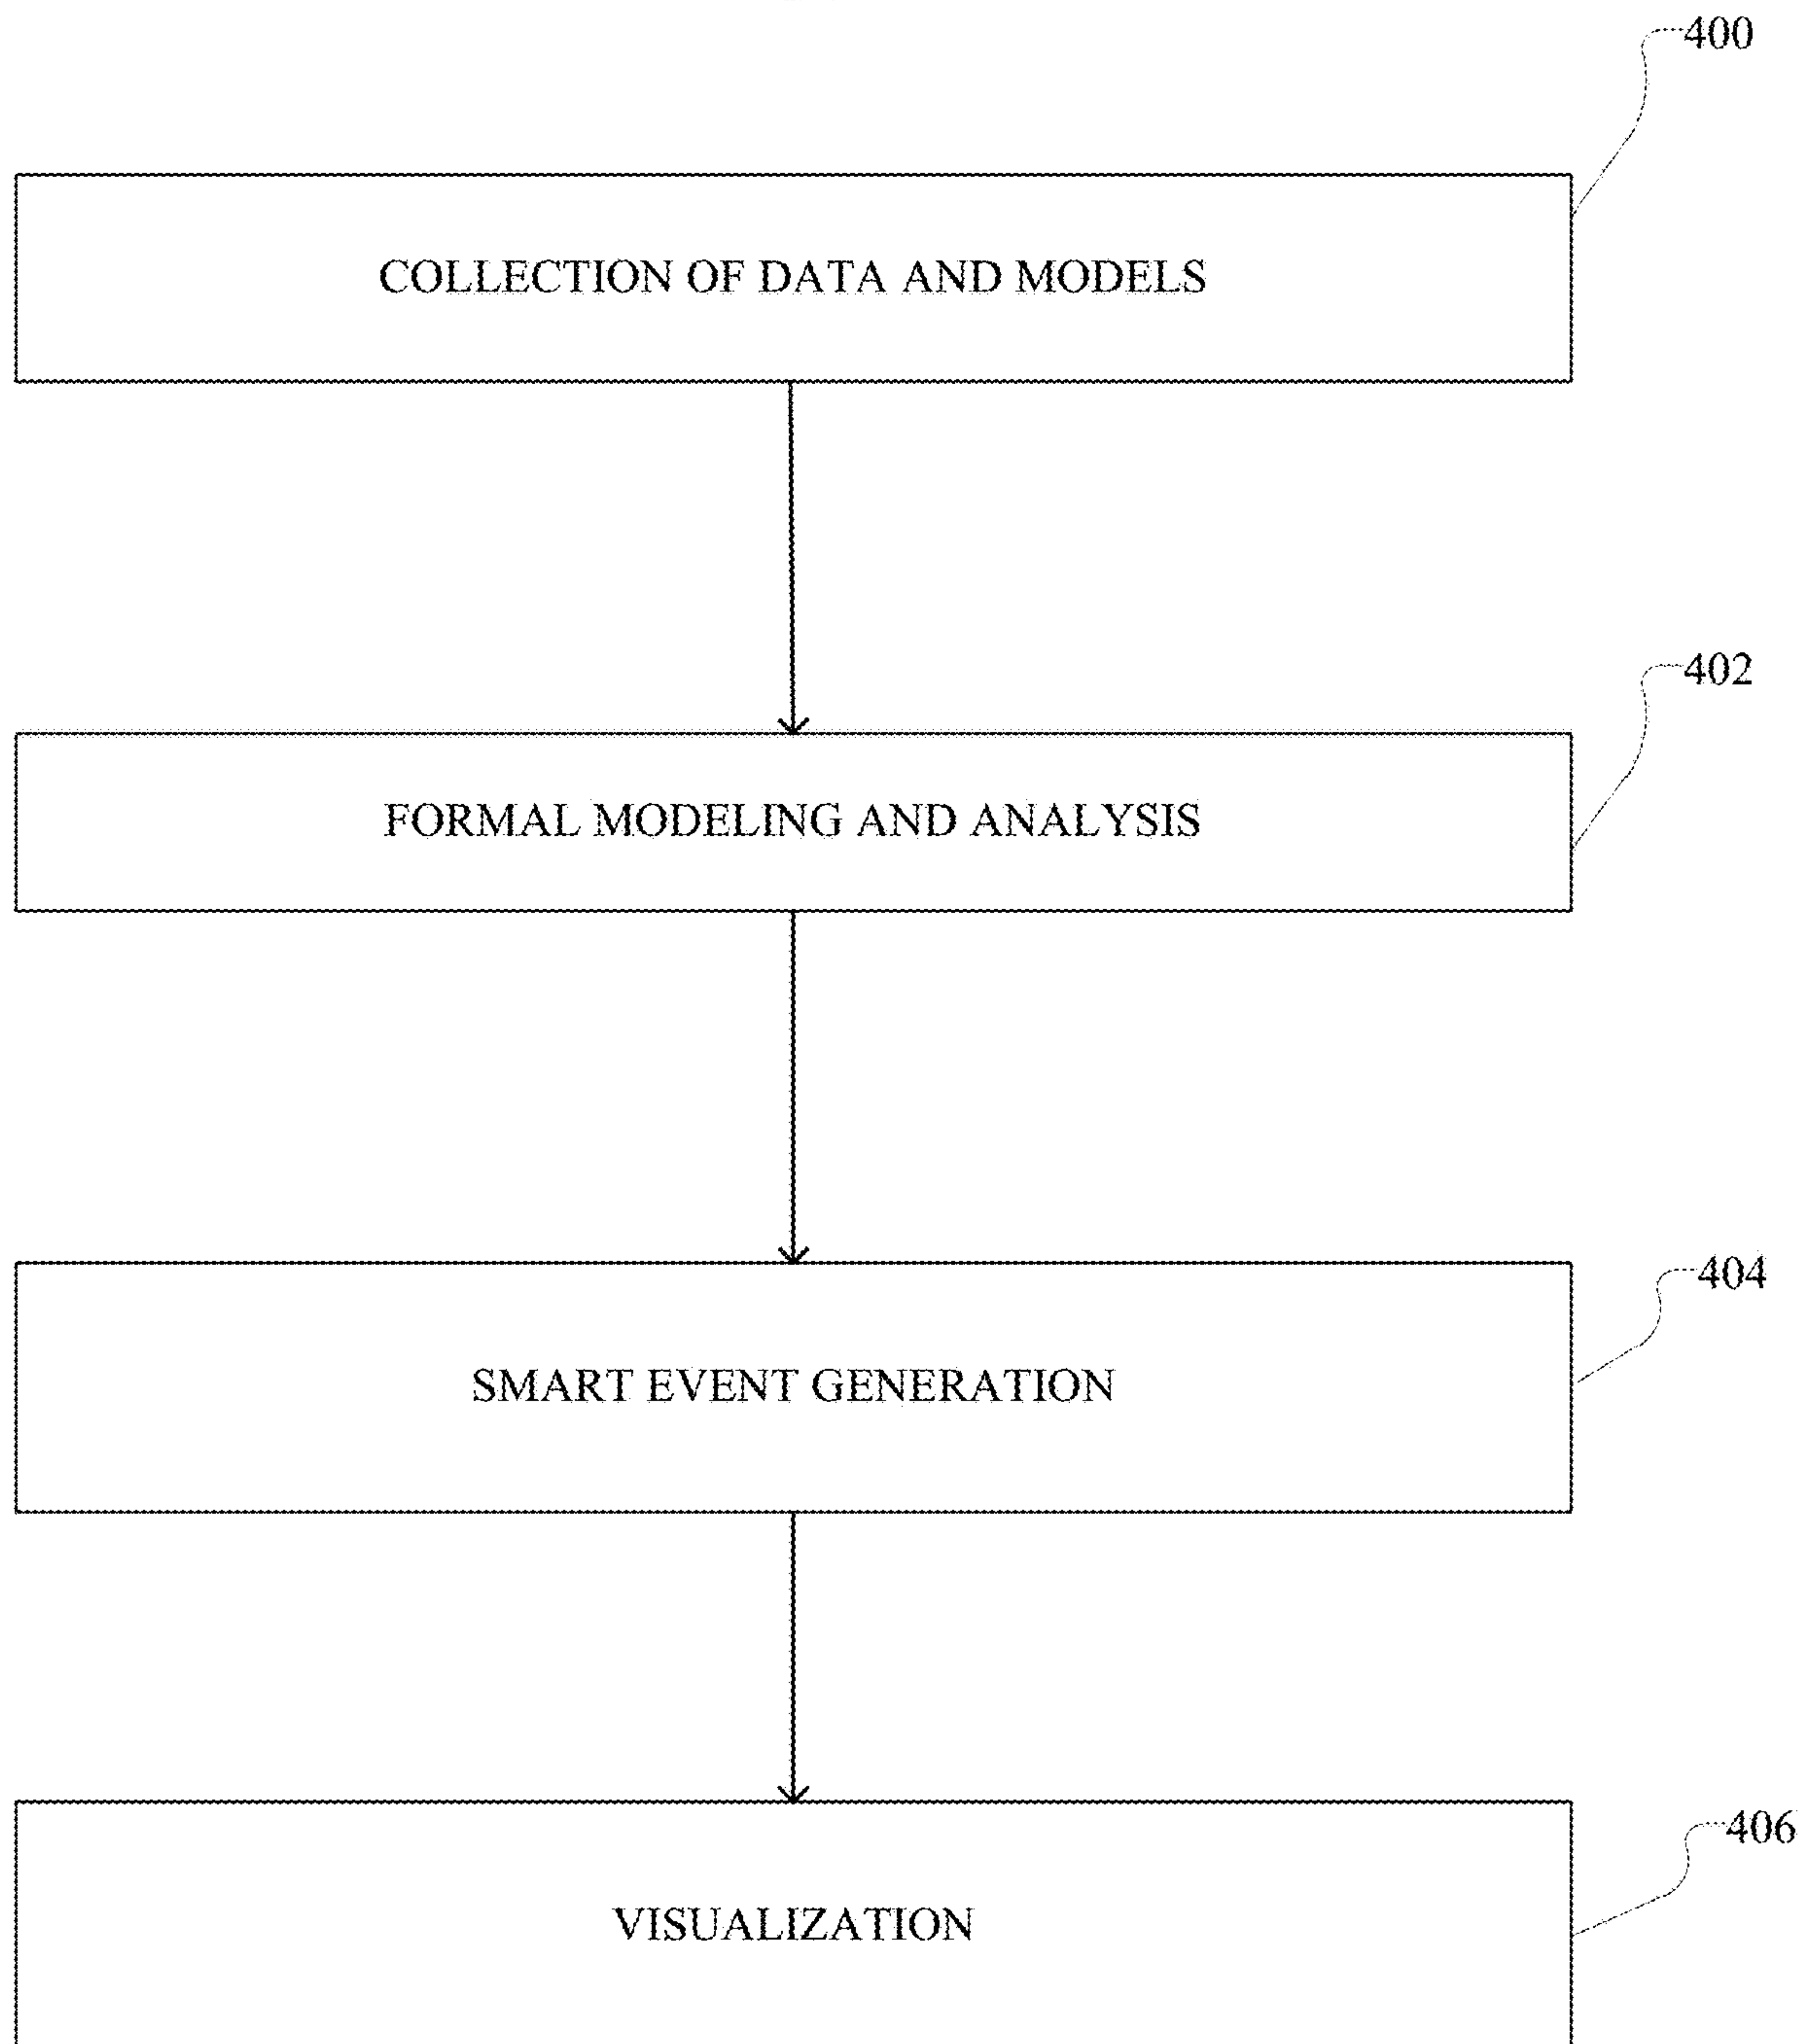 400
COLLECTION OF DATA AND MODELS
402
FORMAL MODELING AND ANALYSIS
404
SMART EVENT GENERATION
406
VISUALIZATION